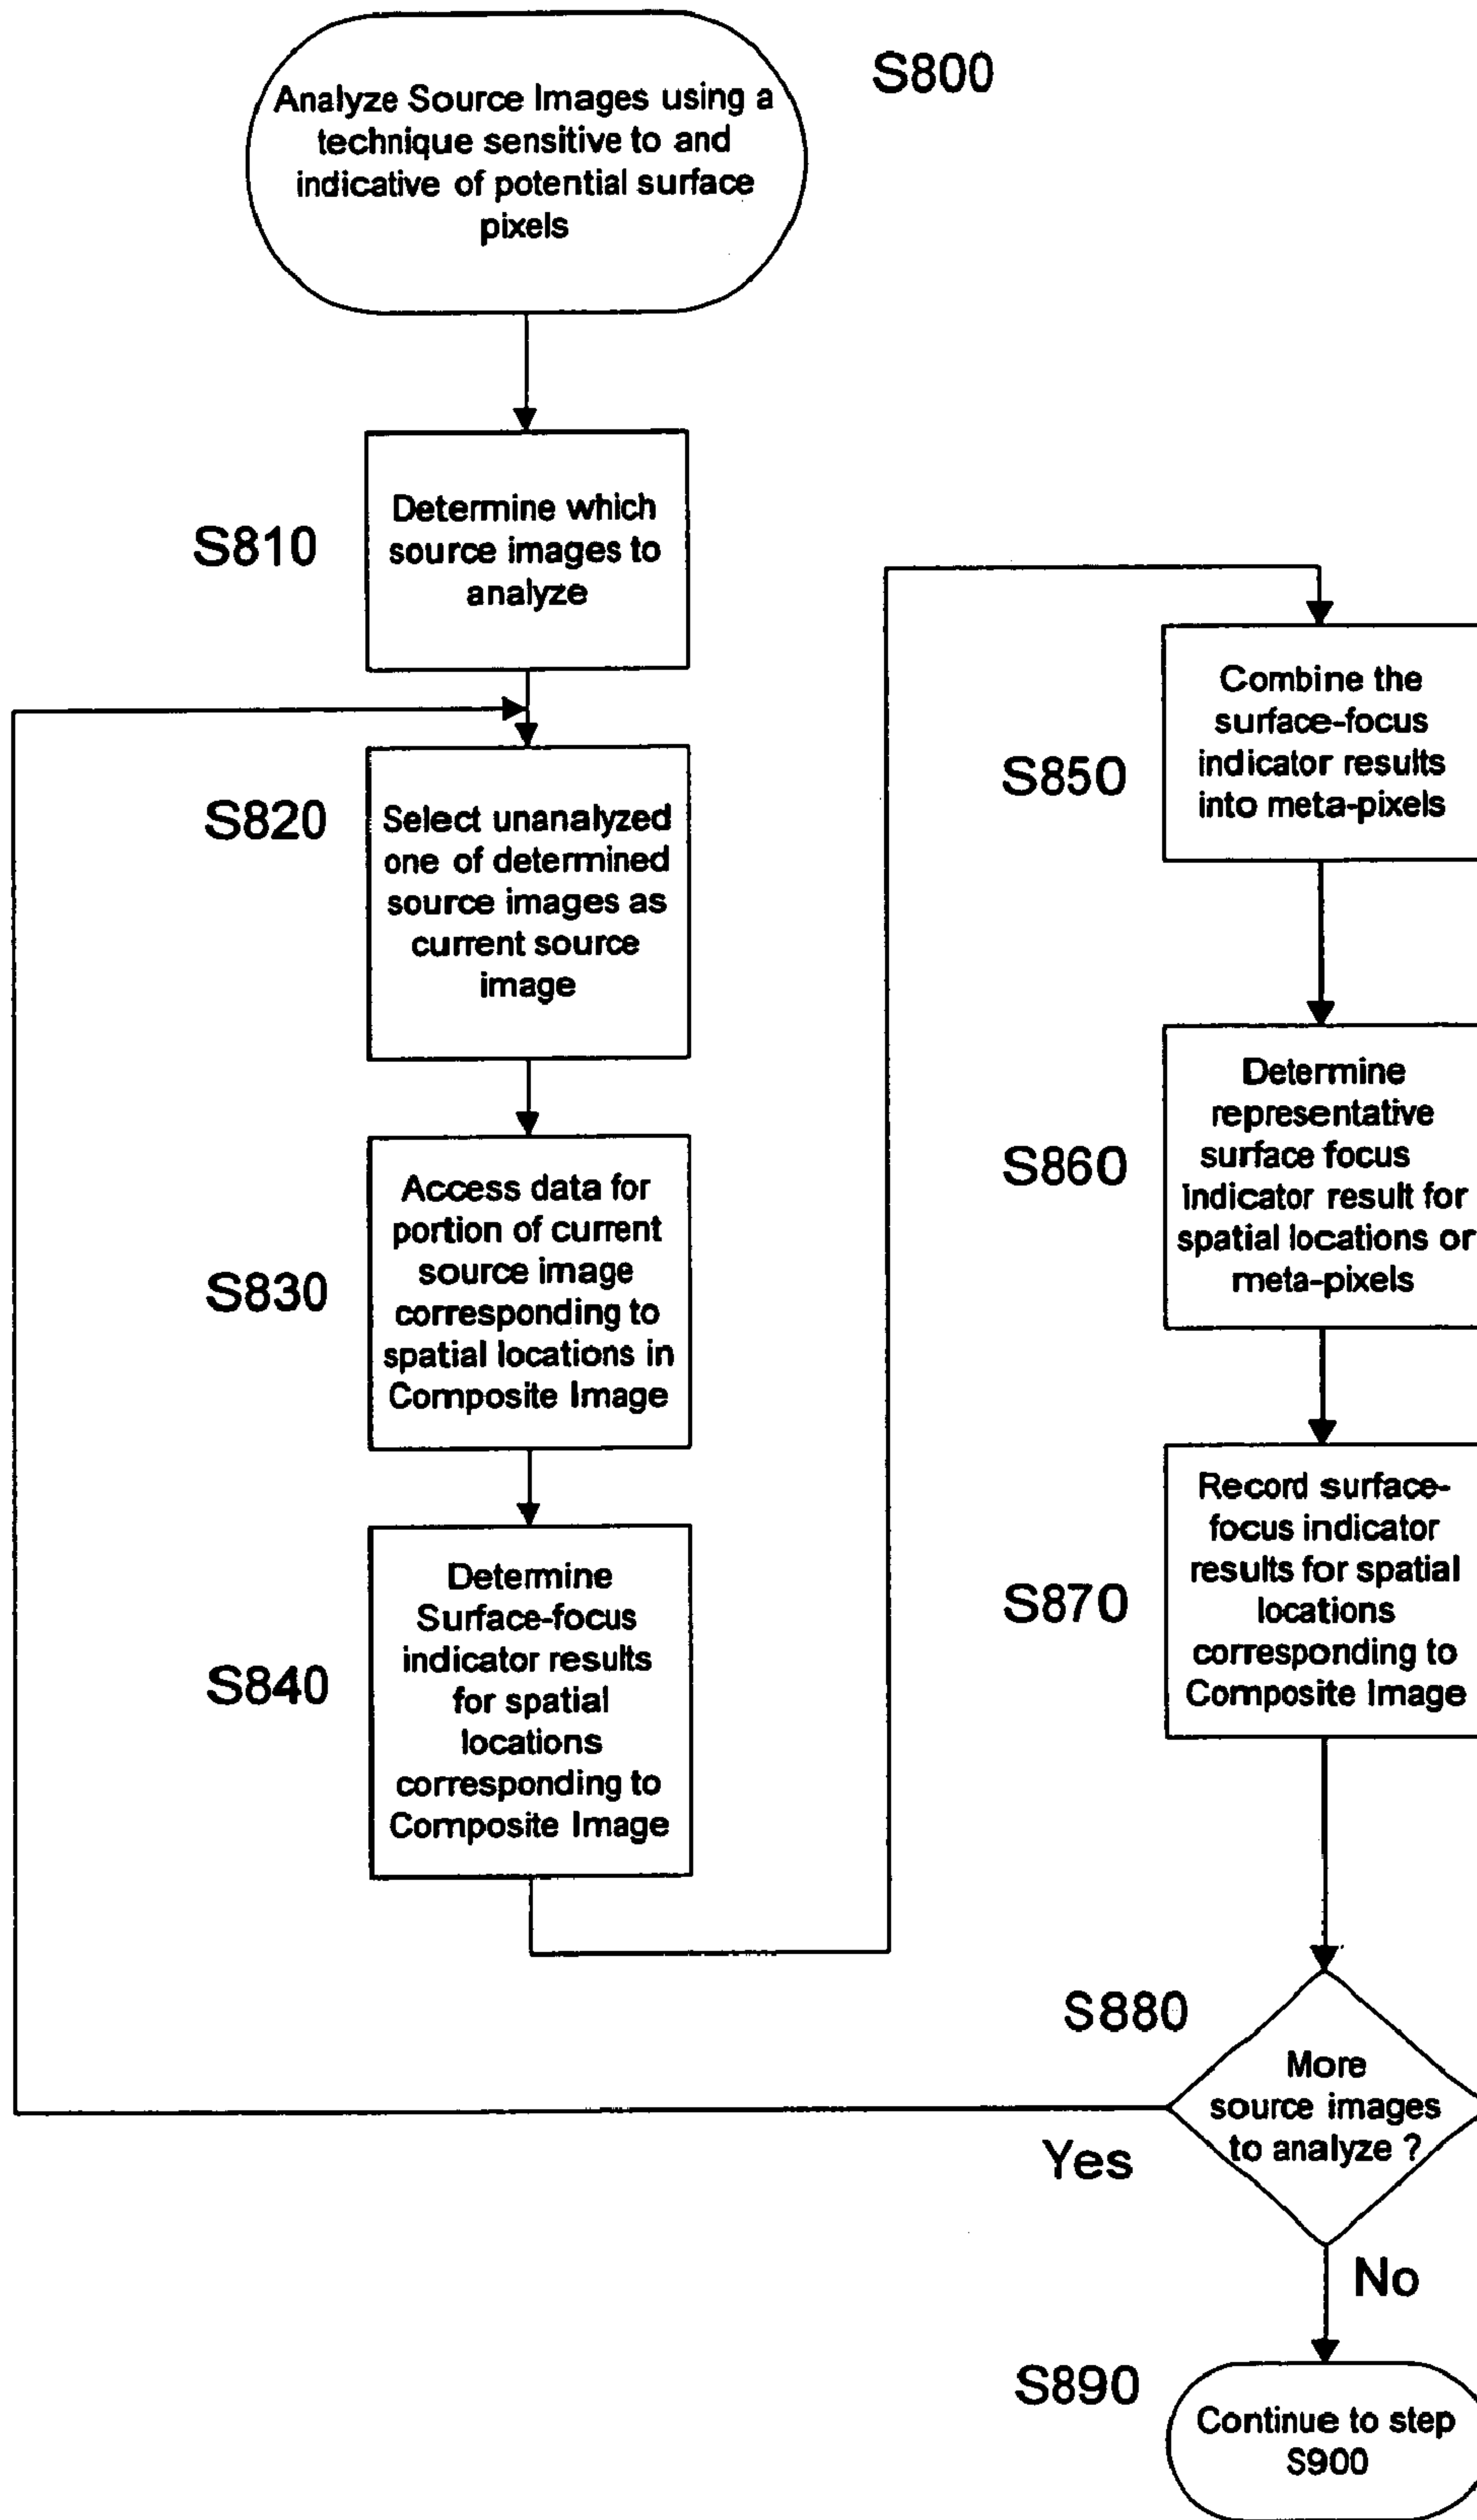 Analyze Source Images using a
technique sensitive to and
indicative of potential surface
pixels
S800
S810
Determine which
source images to
analyze
S820
Select unanalyzed
one of determined
source images as
current source
image
S830
Access data for
portion of current
source image
corresponding to
spatial locations in
Composite Image
S840
Determine
Surface-focus
indicator results
for spatial
locations
corresponding to
Composite Image
S850
Combine the
surface-focus
indicator results
into meta-pixels
S860
Determine
representative
surface focus
indicator result for
spatial locations or
meta-pixels
S870
Record surface-
focus indicator
results for spatial
locations
corresponding to
Composite Image
S880
More
source images
to analyze ?
Yes
No
S890
Continue to step
S900